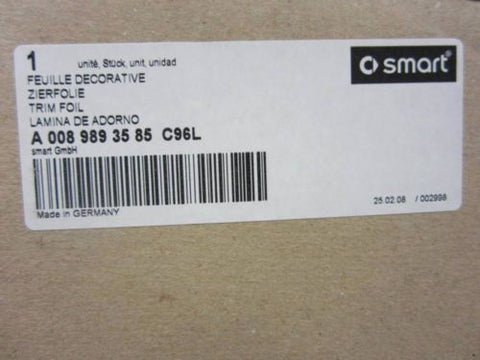 1 unité, Stück, unit, unidad
smart
FEUILLE DECORATIVE
ZIERFOLIE
TRIM FOIL
LAMINA DE ADORNO
A 008 989 35 85 C96L
smart GmbH
Made in GERMANY
25.02.08 /002998